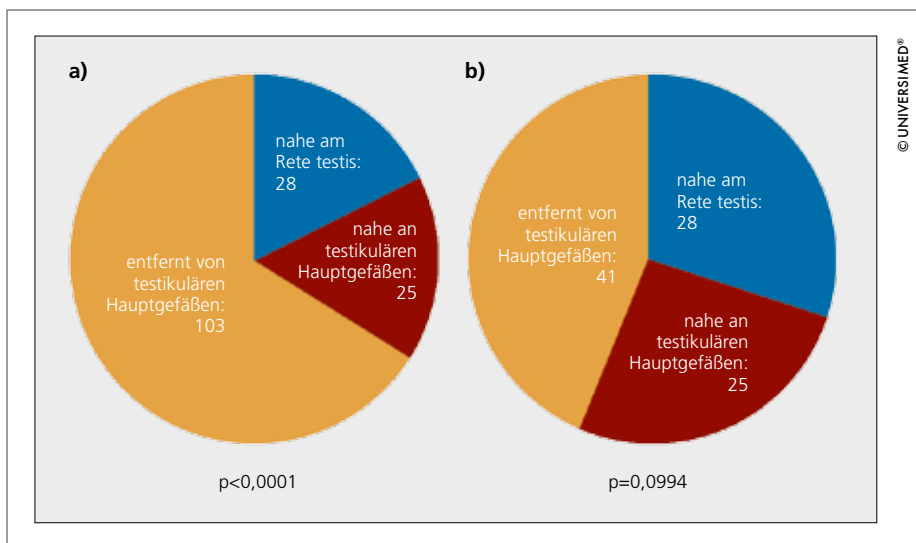 a)
nahe am
Rete testis:
28
nahe an
testikulären
Hauptgefäßen:
25
entfernt von
testikulären
Hauptgefäßen:
103
p<0,0001
b)
nahe am
Rete testis:
28
entfernt von
testikulären
Hauptgefäßen:
41
nahe an
testikulären
Hauptgefäßen:
25
p=0,0994
© UNIVERSIMED®